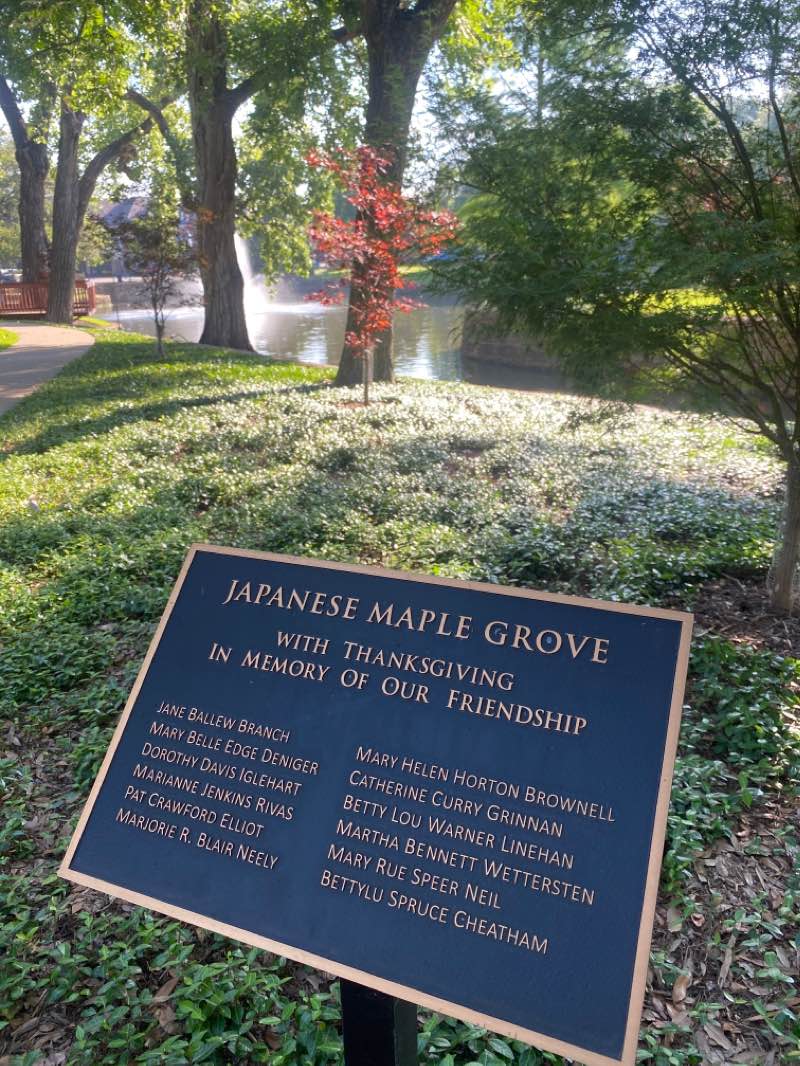 JAPANESE MAPLE GROVE
WITH THANKSGIVING
IN MEMORY OF OUR FRIENDSHIP
JANE BALLEW BRANCH
MARY BELLE EDGE DENIGER
DOROTHY DAVIS IGLEHART
MARIANNE JENKINS RIVAS
PAT CRAWFORD ELLIOT
MARJORIE R. BLAIR NEELY
MARY HELEN HORTON BROWNELL
CATHERINE CURRY GRINNAN
BETTY LOU WARNER LINEHAN
MARTHA BENNETT WETTERSTEN
MARY RUE SPEER NEIL
BETTYLU SPRUCE CHEATHAM